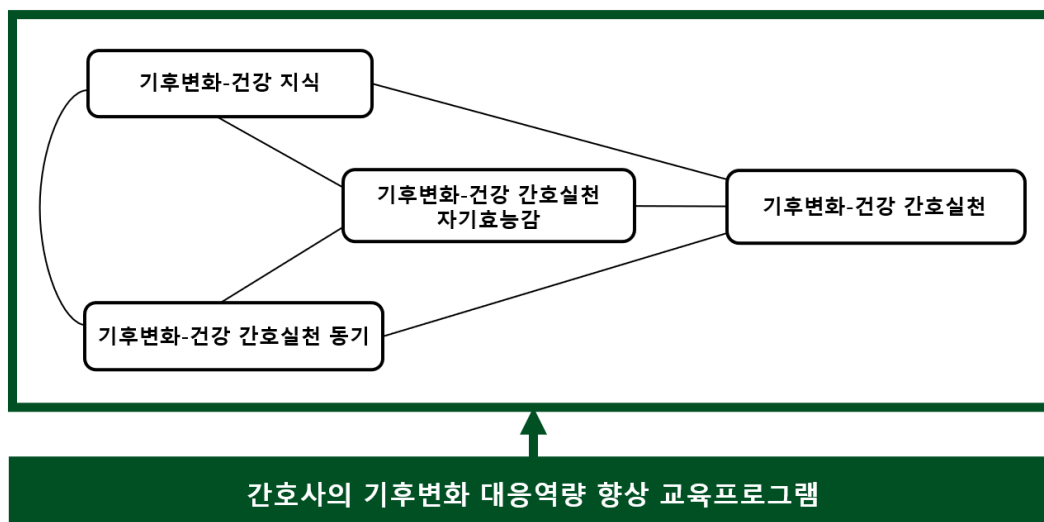 기후변화-건강 지식
기후변화-건강 간호실천
자기효능감
기후변화-건강 간호실천
기후변화-건강 간호실천 동기
간호사의 기후변화 대응역량 향상 교육프로그램